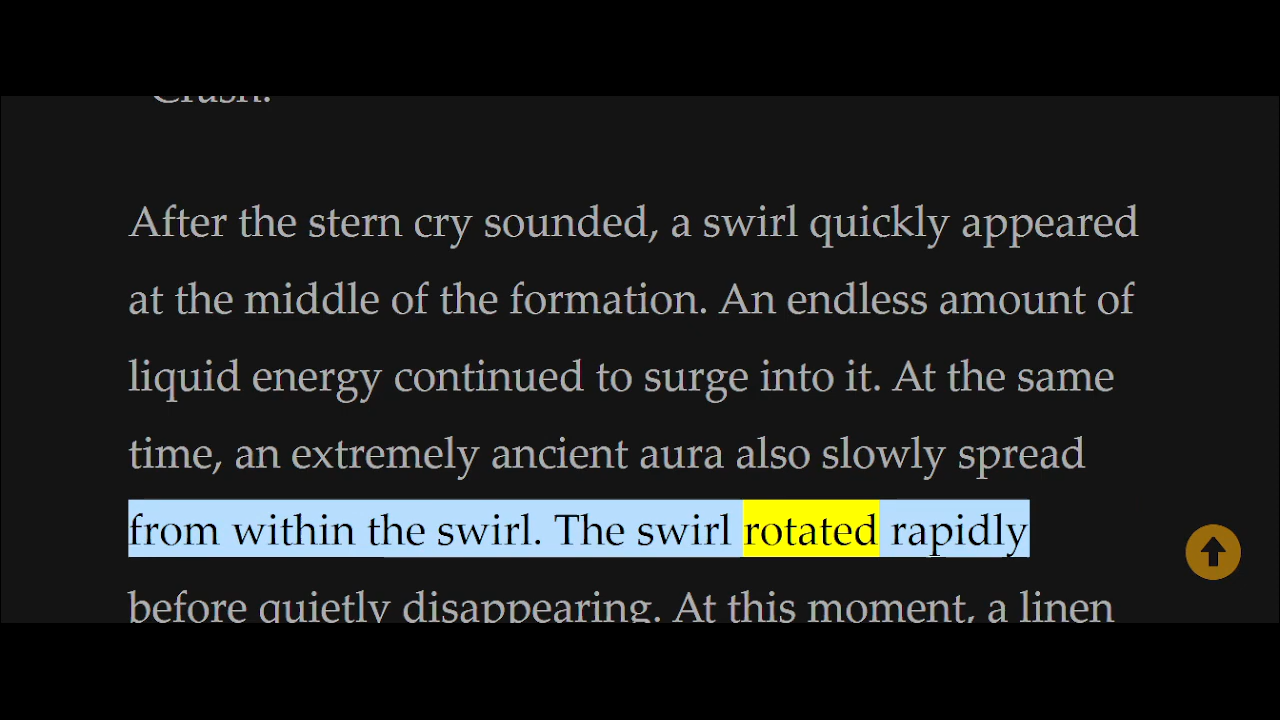 Crash!
After the stern cry sounded, a swirl quickly appeared
at the middle of the formation. An endless amount of
liquid energy continued to surge into it. At the same
time, an extremely ancient aura also slowly spread
from within the swirl. The swirl rotated rapidly
before quietly disappearing. At this moment, a linen